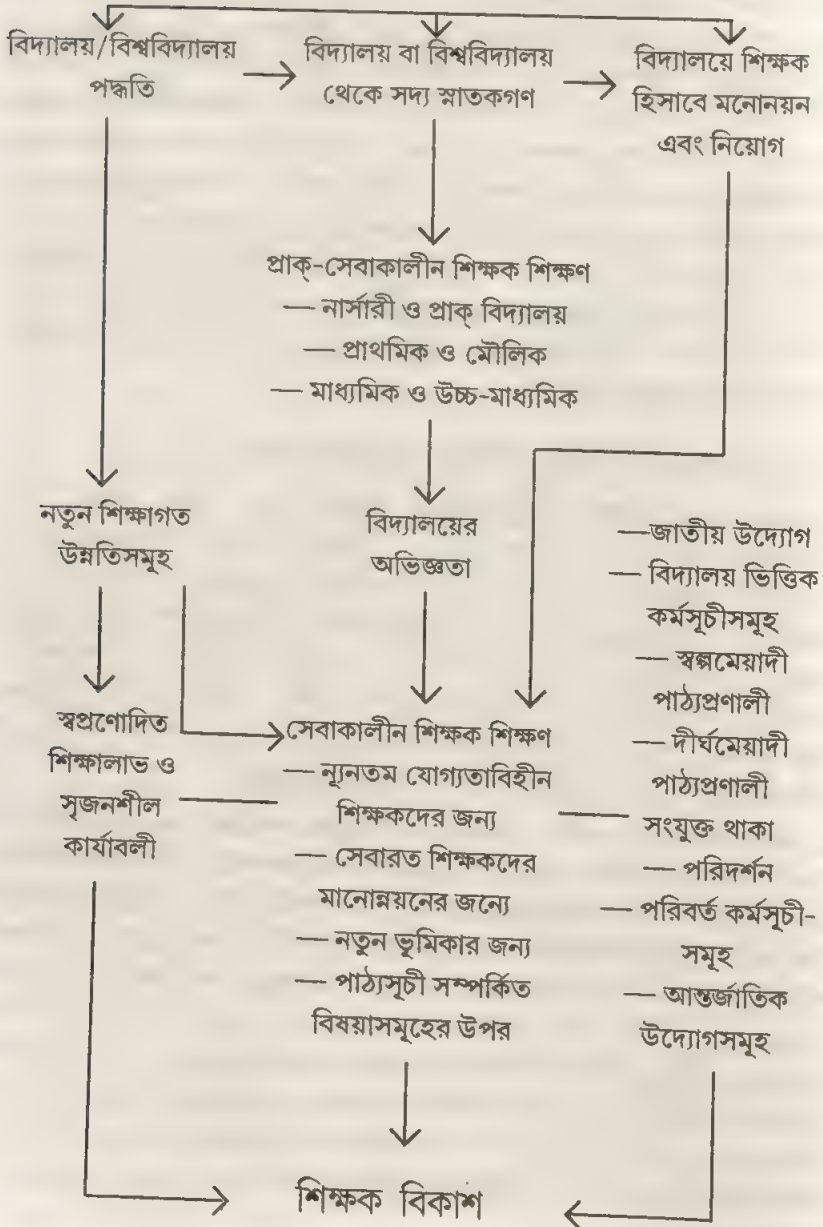 বিদ্যালয়/বিশ্ববিদ্যালয়
পদ্ধতি
বিদ্যালয় বা বিশ্ববিদ্যালয়
থেকে সদ্য স্নাতকগণ
বিদ্যালয়ে শিক্ষক
হিসাবে মনোনয়ন
এবং নিয়োগ
প্রাক্-সেবাকালীন শিক্ষক শিক্ষণ
— নার্সারী ও প্রাক্ বিদ্যালয়
— প্রাথমিক ও মৌলিক
— মাধ্যমিক ও উচ্চ-মাধ্যমিক
নতুন শিক্ষাগত
উন্নতিসমূহ
বিদ্যালয়ের
অভিজ্ঞতা
স্বপ্রণোদিত
শিক্ষালাভ ও
সৃজনশীল
কার্যাবলী
সেবাকালীন শিক্ষক শিক্ষণ
— ন্যূনতম যোগ্যতাবিহীন
শিক্ষকদের জন্য
— সেবারত শিক্ষকদের
মানোন্নয়নের জন্যে
— নতুন ভূমিকার জন্য
— পাঠ্যসূচী সম্পর্কিত
বিষয়াসমূহের উপর
—জাতীয় উদ্যোগ
— বিদ্যালয় ভিত্তিক
কর্মসূচীসমূহ
— স্বল্পমেয়াদী
পাঠ্যপ্রণালী
— দীর্ঘমেয়াদী
পাঠ্যপ্রণালী
সংযুক্ত থাকা
— পরিদর্শন
— পরিবর্ত কর্মসূচী-
সমূহ
— আন্তর্জাতিক
উদ্যোগসমূহ
শিক্ষক বিকাশ